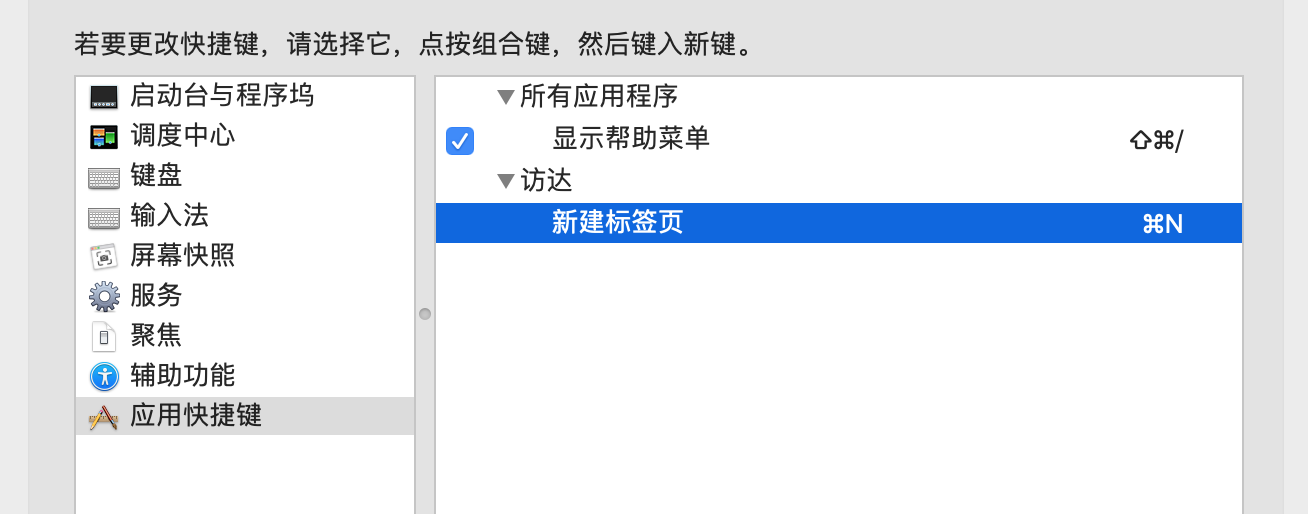 若要更改快捷键，请选择它，点按组合键，然后键入新键。
启动台与程序坞
调度中心
键盘
输入法
屏幕快照
服务
聚焦
辅助功能
应用快捷键
所有应用程序
显示帮助菜单 ⇧⌘/
访达
新建标签页 ⌘N